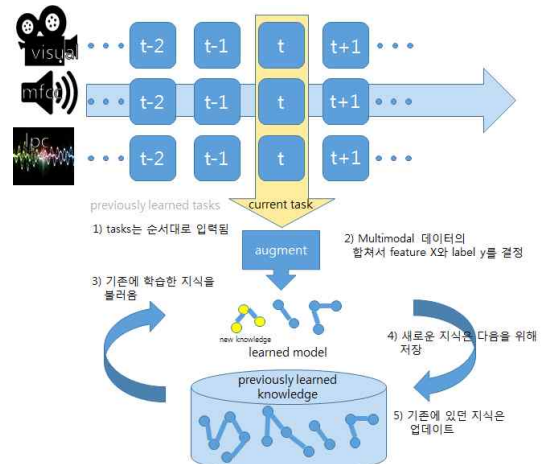 visual
t-2 t-1 t t+1
mfcc
t-2 t-1 t t+1
lpc
t-2 t-1 t t+1
previously learned tasks
current task
1) tasks는 순서대로 입력됨
augment
2) Multimodal 데이터의
합쳐서 feature X와 label y를 결정
3) 기존에 학습한 지식을
불러옴
new knowledge
learned model
4) 새로운 지식은 다음을 위해
저장
previously learned
knowledge
5) 기존에 있던 지식은
업데이트